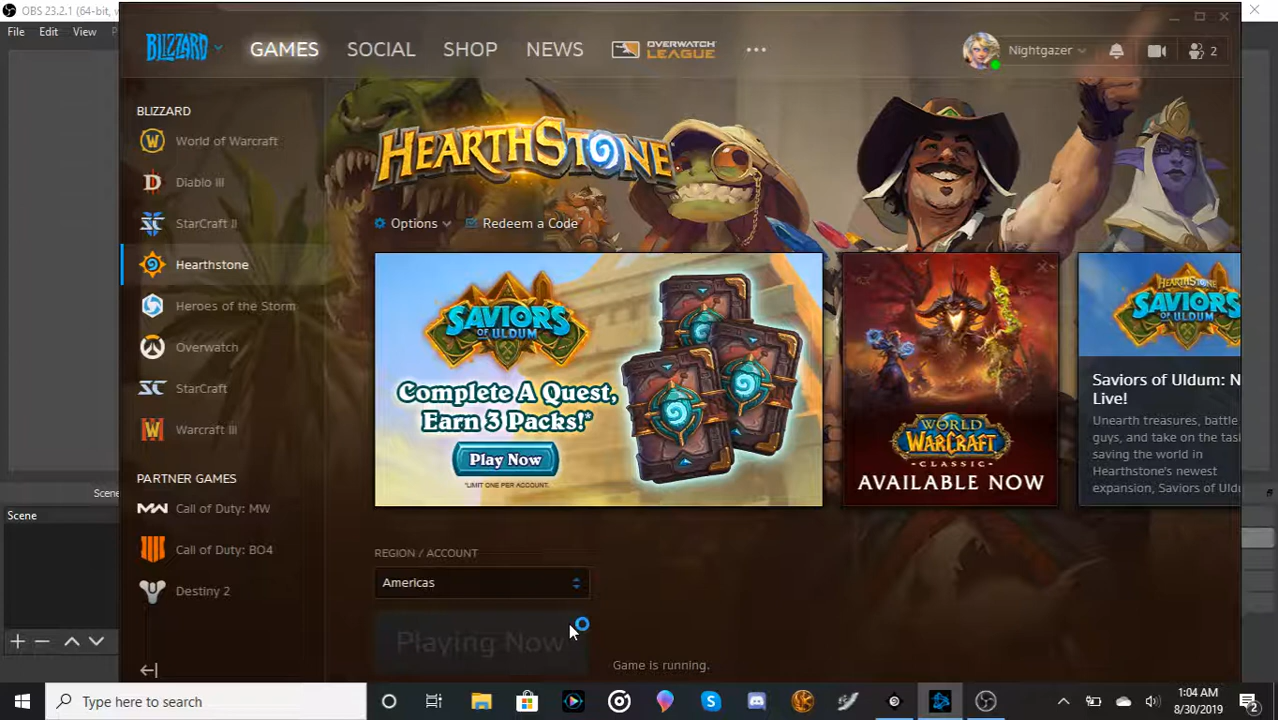 OBS 23.2.1 (64-bit, w
File Edit View
BLIZZARD
GAMES
SOCIAL
SHOP
NEWS
OVERWATCH
LEAGUE
Nightgazer
2
BLIZZARD
World of Warcraft
Diablo III
StarCraft II
Hearthstone
Heroes of the Storm
Overwatch
StarCraft
Warcraft III
PARTNER GAMES
Call of Duty: MW
Call of Duty: BO4
Destiny 2
HEARTHSTONE
Options
Redeem a Code
SAVIORS
OF ULDUM
Complete A Quest,
Earn 3 Packs!*
Play Now
*LIMIT ONE PER ACCOUNT.
WORLD
OF
WARCRAFT
CLASSIC
AVAILABLE NOW
HEARTHSTONE
SAVIORS
OF ULDUM
Saviors of Uldum: N
Live!
Unearth treasures, battle
guys, and take on the tas
saving the world in
Hearthstone's newest
expansion, Saviors of Uld
REGION / ACCOUNT
Americas
Playing Now
Game is running.
Scene
Scene
Type here to search
1:04 AM
8/30/2019
2